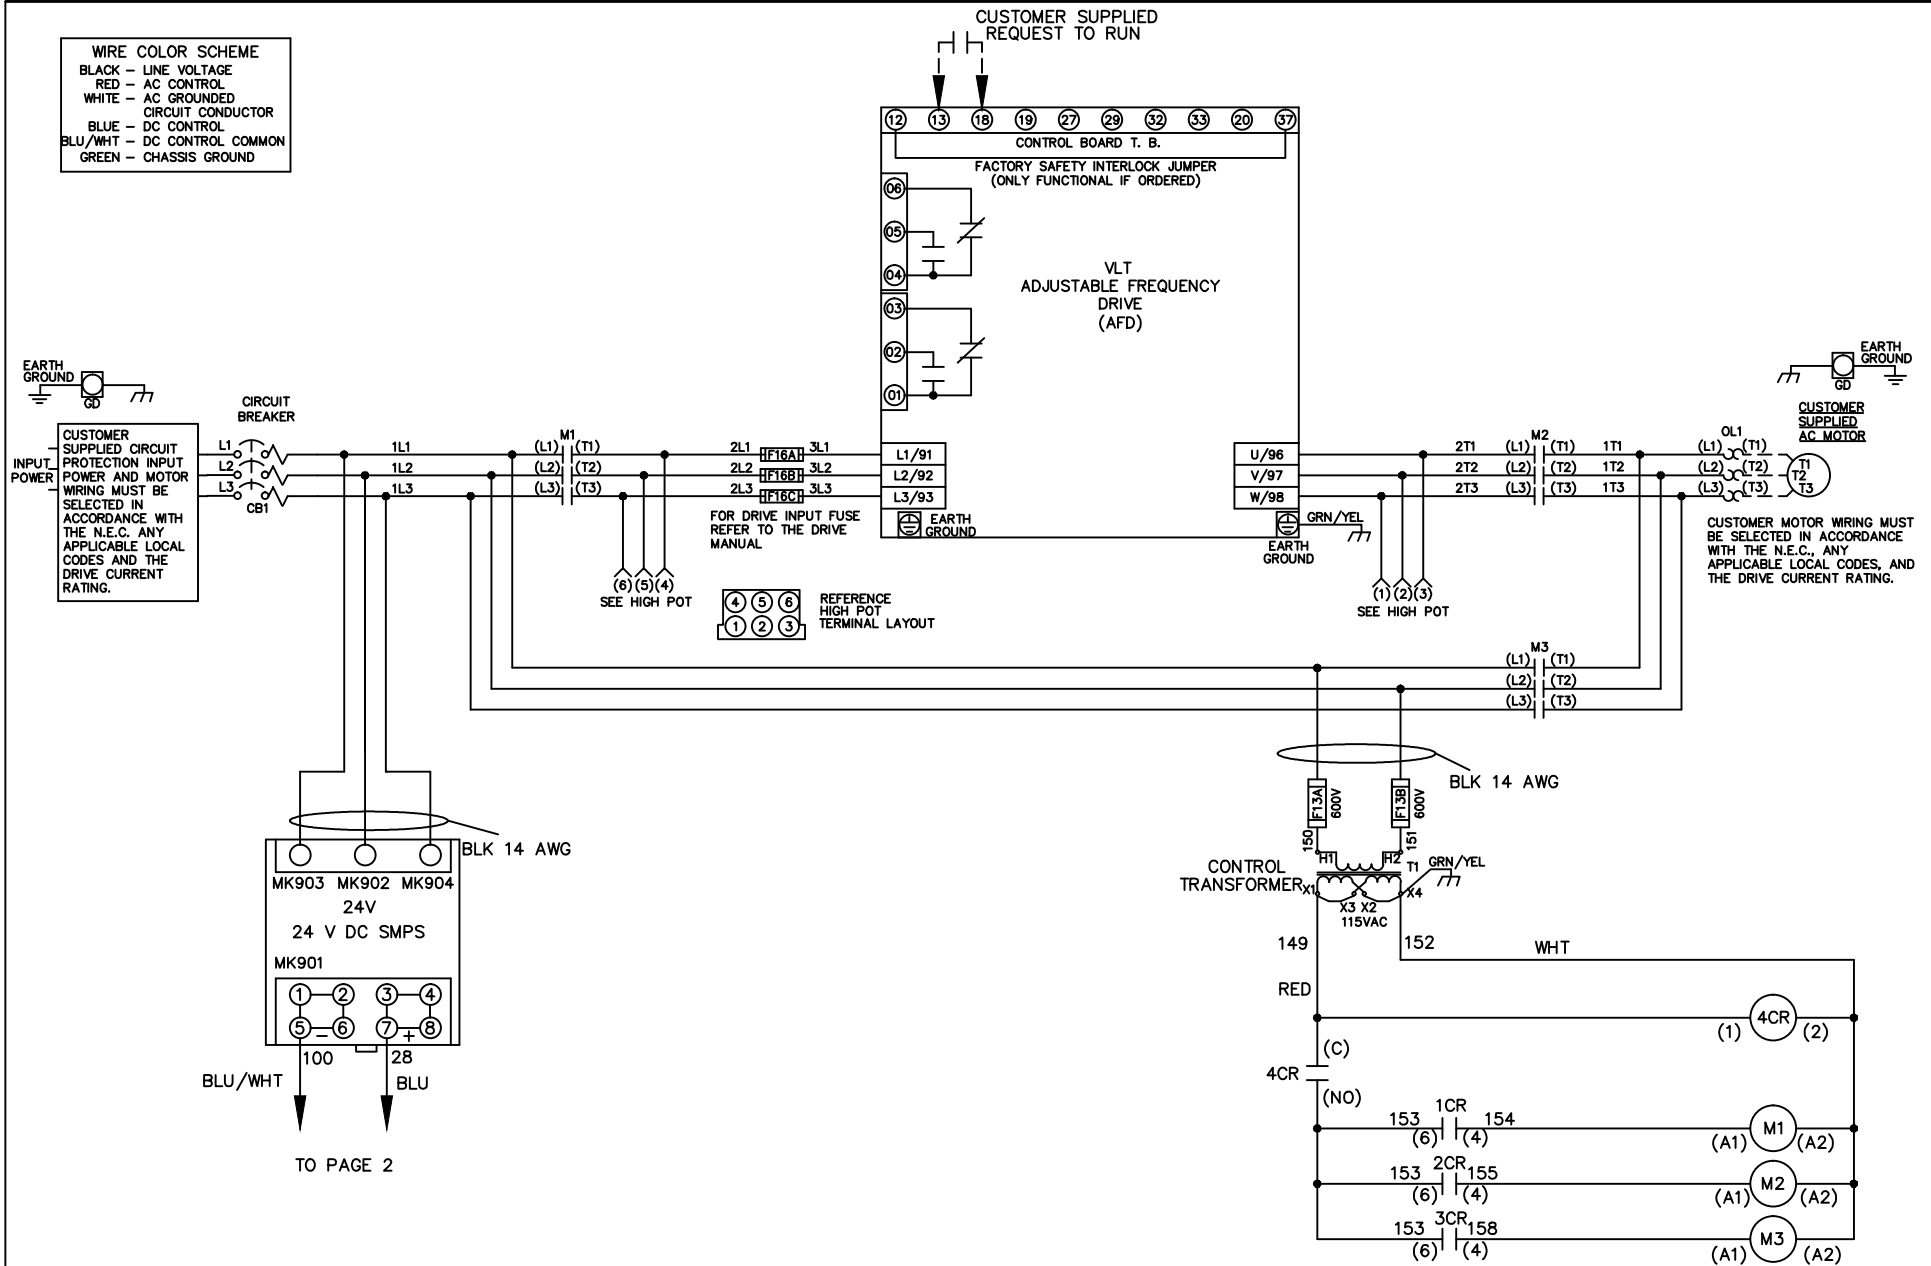 CUSTOMER SUPPLIED
REQUEST TO RUN
WIRE COLOR SCHEME
BLACK – LINE VOLTAGE
RED – AC CONTROL
WHITE – AC GROUNDED
CIRCUIT CONDUCTOR
BLUE – DC CONTROL
BLU/WHT – DC CONTROL COMMON
GREEN – CHASSIS GROUND
12 13 18 19 27 29 32 33 20 37
CONTROL BOARD T. B.
FACTORY SAFETY INTERLOCK JUMPER
(ONLY FUNCTIONAL IF ORDERED)
06
05
04
03
02
01
VLT
ADJUSTABLE FREQUENCY
DRIVE
(AFD)
EARTH
GROUND
GD
CIRCUIT
BREAKER
INPUT
POWER
CUSTOMER
SUPPLIED CIRCUIT
PROTECTION INPUT
POWER AND MOTOR
WIRING MUST BE
SELECTED IN
ACCORDANCE WITH
THE N.E.C. ANY
APPLICABLE LOCAL
CODES AND THE
DRIVE CURRENT
RATING.
L1
L2
L3
CB1
1L1
1L2
1L3
M1
(L1) (T1)
(L2) (T2)
(L3) (T3)
2L1 F16A 3L1
2L2 F16B 3L2
2L3 F16C 3L3
FOR DRIVE INPUT FUSE
REFER TO THE DRIVE
MANUAL
L1/91
L2/92
L3/93
EARTH
GROUND
U/96
V/97
W/98
GRN/YEL
EARTH
GROUND
(6) (5) (4)
SEE HIGH POT
4 5 6
1 2 3
REFERENCE
HIGH POT
TERMINAL LAYOUT
(1) (2) (3)
SEE HIGH POT
2T1
2T2
2T3
M2
(L1) (T1)
(L2) (T2)
(L3) (T3)
1T1
1T2
1T3
OL1
(L1) (T1)
(L2) (T2)
(L3) (T3)
EARTH
GROUND
GD
CUSTOMER
SUPPLIED
AC MOTOR
T1
T2
T3
CUSTOMER MOTOR WIRING MUST
BE SELECTED IN ACCORDANCE
WITH THE N.E.C., ANY
APPLICABLE LOCAL CODES, AND
THE DRIVE CURRENT RATING.
M3
(L1) (T1)
(L2) (T2)
(L3) (T3)
BLK 14 AWG
MK903 MK902 MK904
24V
24 V DC SMPS
MK901
1 2 3 4
5 – 6 7 + 8
100 28
BLU/WHT BLU
TO PAGE 2
BLK 14 AWG
F13A 600V
F13B 600V
150 151
H1 H2
T1
GRN/YEL
CONTROL
TRANSFORMER
X1 X3 X2 X4
115VAC
149 152 WHT
RED
4CR
(1) (2)
(C)
4CR
(NO)
1CR
153 154
(6) (4)
M1
(A1) (A2)
2CR
153 155
(6) (4)
M2
(A1) (A2)
3CR
153 158
(6) (4)
M3
(A1) (A2)